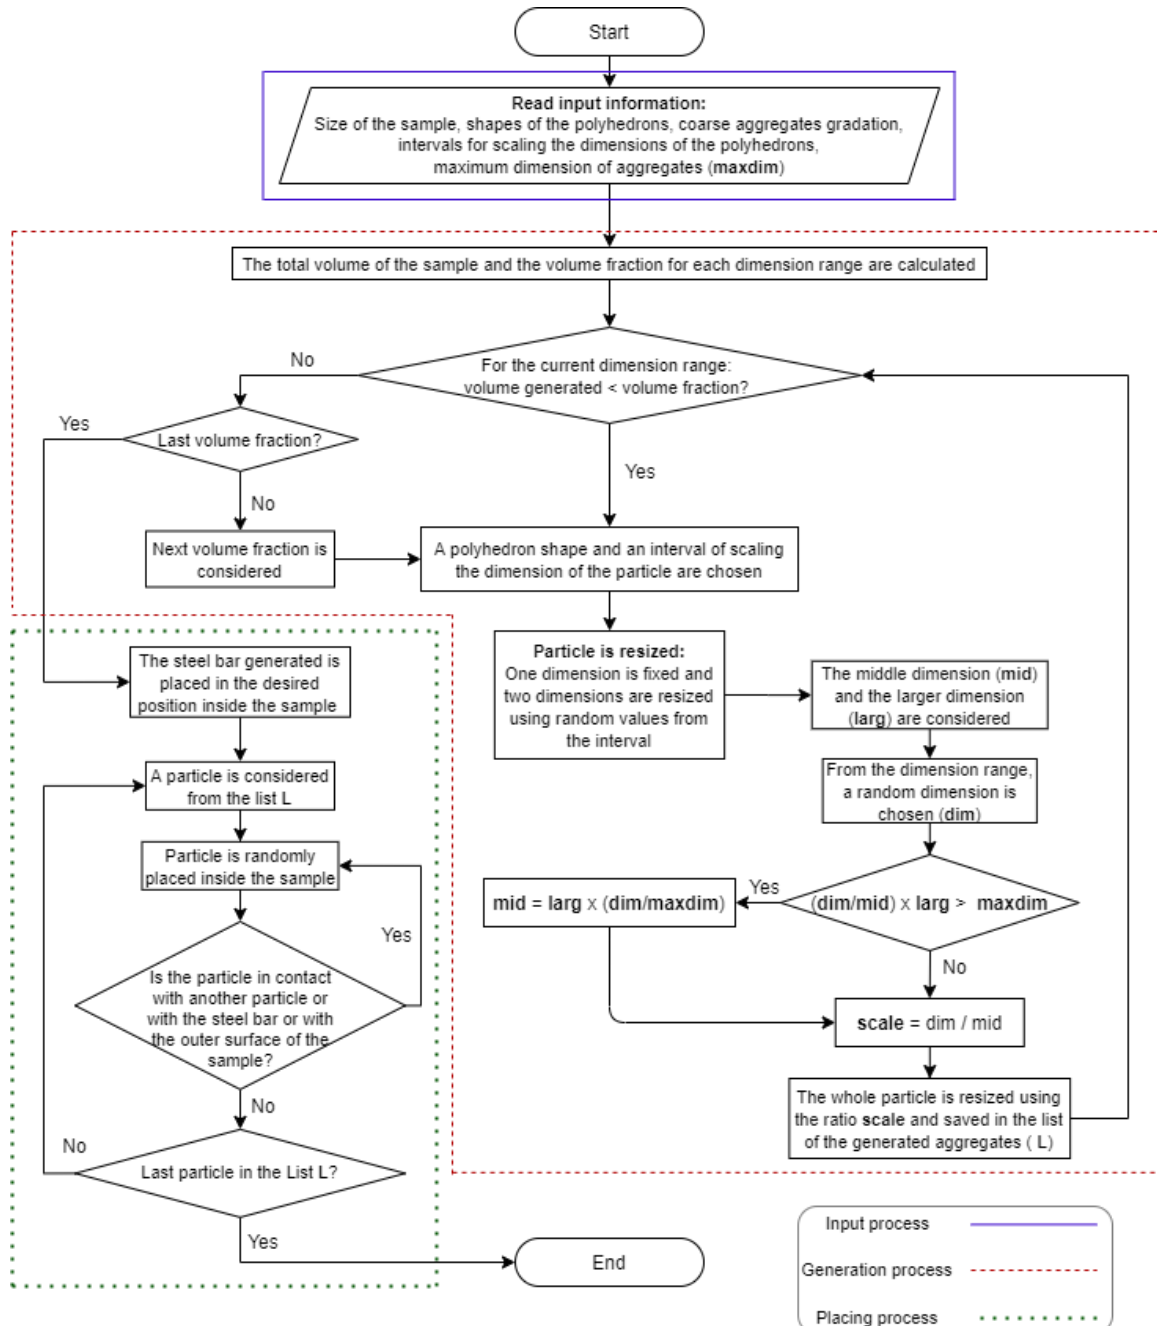 Start
Read input information:
Size of the sample, shapes of the polyhedrons, coarse aggregates gradation,
intervals for scaling the dimensions of the polyhedrons,
maximum dimension of aggregates (maxdim)
The total volume of the sample and the volume fraction for each dimension range are calculated
For the current dimension range:
volume generated < volume fraction?
No
Yes
Last volume fraction?
Yes
No
Next volume fraction is
considered
A polyhedron shape and an interval of scaling
the dimension of the particle are chosen
Particle is resized:
One dimension is fixed and
two dimensions are resized
using random values from
the interval
The middle dimension (mid)
and the larger dimension
(larg) are considered
From the dimension range,
a random dimension is
chosen (dim)
(dim/mid) x larg > maxdim
Yes
mid = larg x (dim/maxdim)
No
scale = dim / mid
The whole particle is resized using
the ratio scale and saved in the list
of the generated aggregates ( L)
The steel bar generated is
placed in the desired
position inside the sample
A particle is considered
from the list L
Particle is randomly
placed inside the sample
Yes
Is the particle in contact
with another particle or
with the steel bar or with
the outer surface of the
sample?
No
No
Last particle in the List L?
Yes
End
Input process
Generation process
Placing process